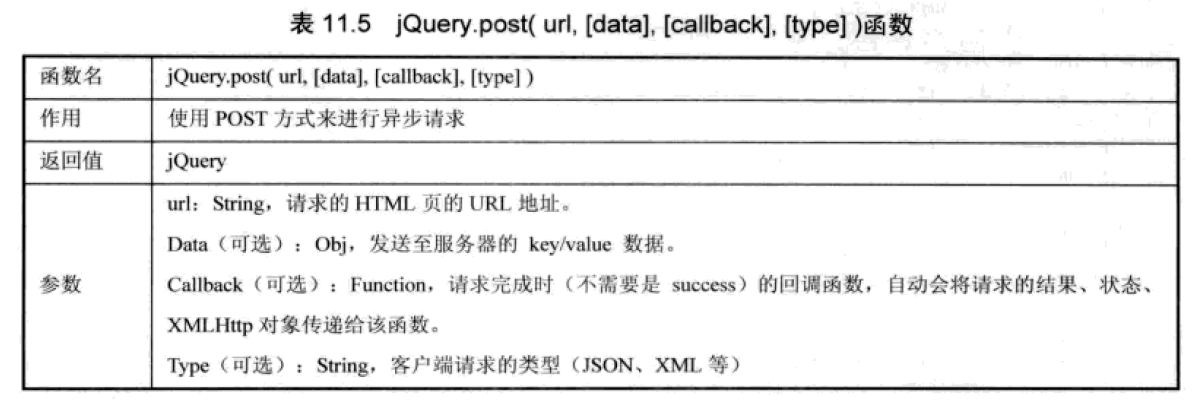 表 11.5 jQuery.post( url, [data], [callback], [type] )函数
函数名 jQuery.post( url, [data], [callback], [type] )
作用 使用 POST 方式来进行异步请求
返回值 jQuery
参数
url：String，请求的 HTML 页的 URL 地址。
Data（可选）：Obj，发送至服务器的 key/value 数据。
Callback（可选）：Function，请求完成时（不需要是 success）的回调函数，自动会将请求的结果、状态、
XMLHttp 对象传递给该函数。
Type（可选）：String，客户端请求的类型（JSON、XML 等）